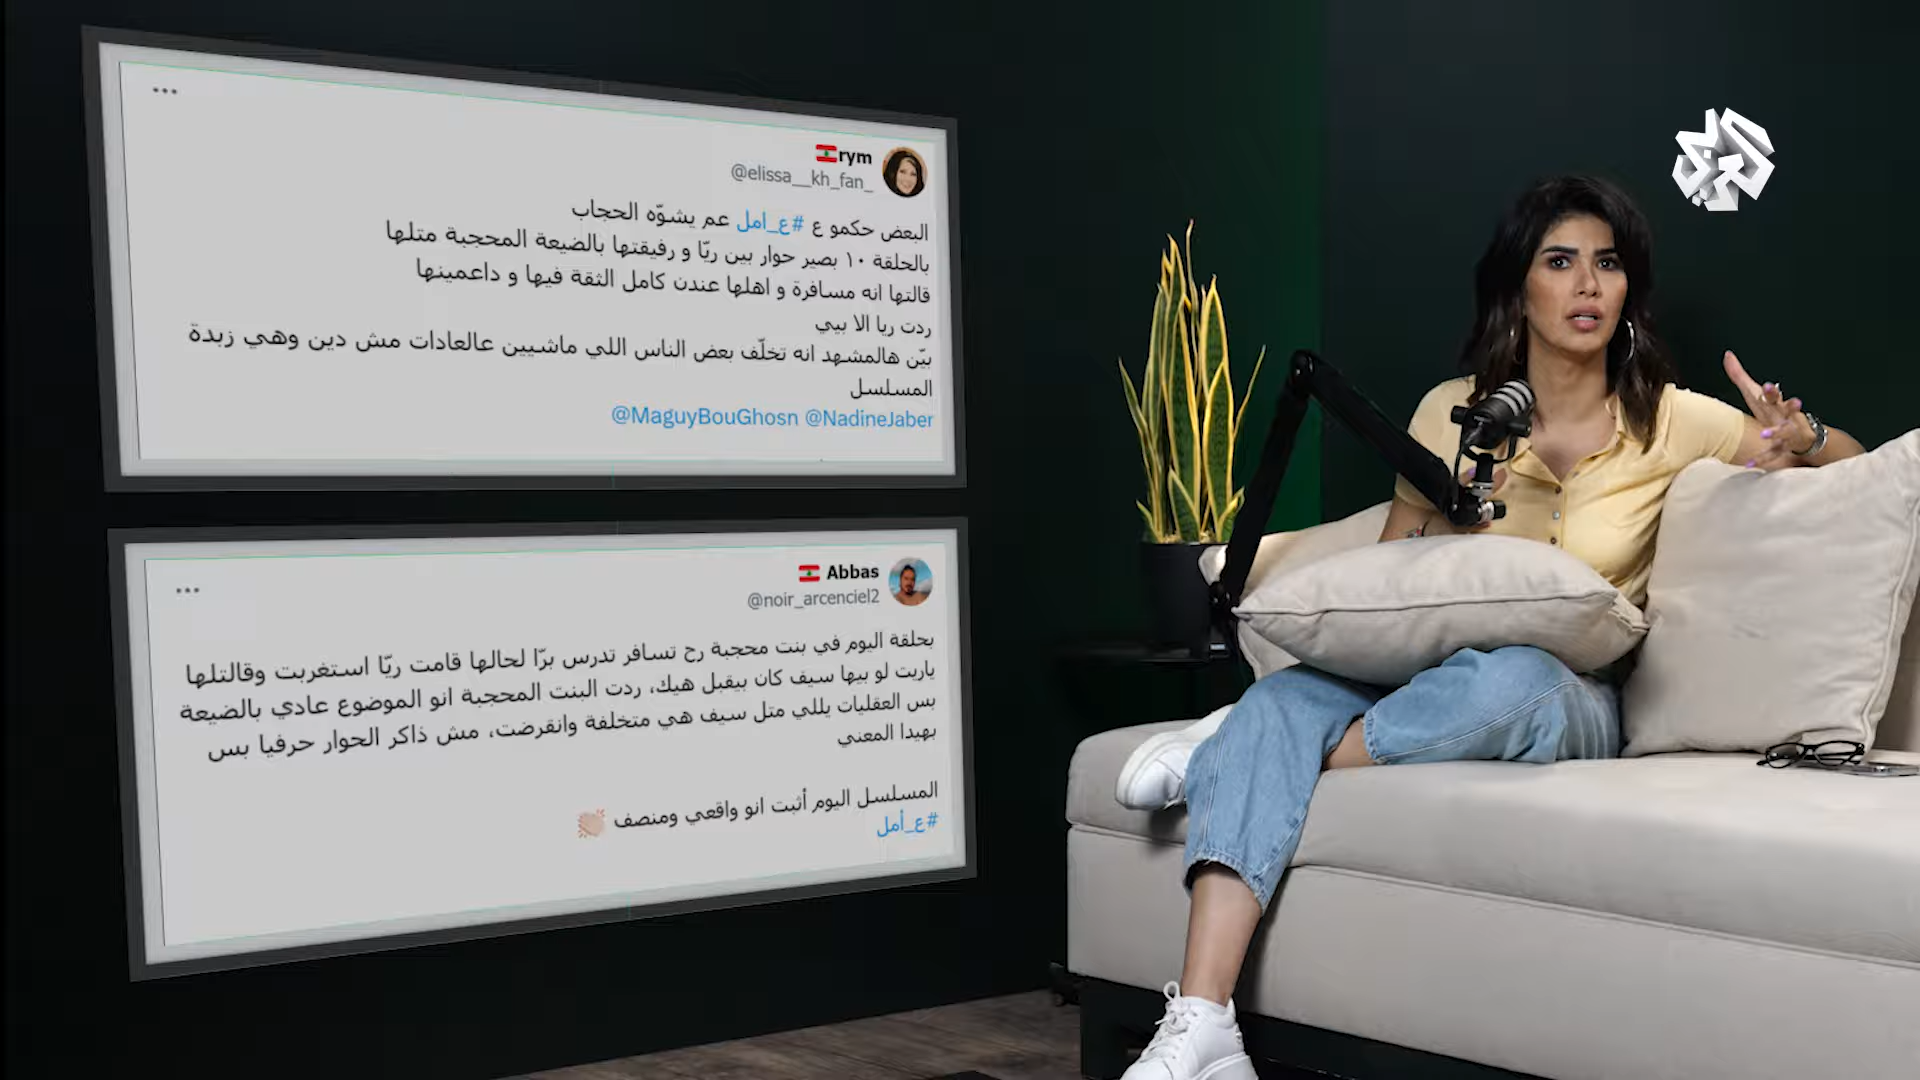 rym
@elissa__kh_fan_
البعض حكمو ع #ع_امل عم يشوّه الحجاب
بالحلقة ١٠ بصير حوار بين ريّا و رفيقتها بالضيعة المحجبة متلها
قالتها انه مسافرة و اهلها عندن كامل الثقة فيها و داعمينها
ردت ريا الا بيي
بيّن هالمشهد انه تخلّف بعض الناس اللي ماشيين عالعادات مش دين وهي زبدة
المسلسل
@MaguyBouGhosn @NadineJaber
Abbas
@noir_arcenciel2
بحلقة اليوم في بنت محجبة رح تسافر تدرس برّا لحالها قامت ريّا استغربت وقالتلها
ياريت لو بيها سيف كان بيقبل هيك، ردت البنت المحجبة انو الموضوع عادي بالضيعة
بس العقليات يللي متل سيف هي متخلفة وانقرضت، مش ذاكر الحوار حرفيا بس
بهيدا المعني
المسلسل اليوم أثبت انو واقعي ومنصف 👏🏻
#ع_أمل
العربي